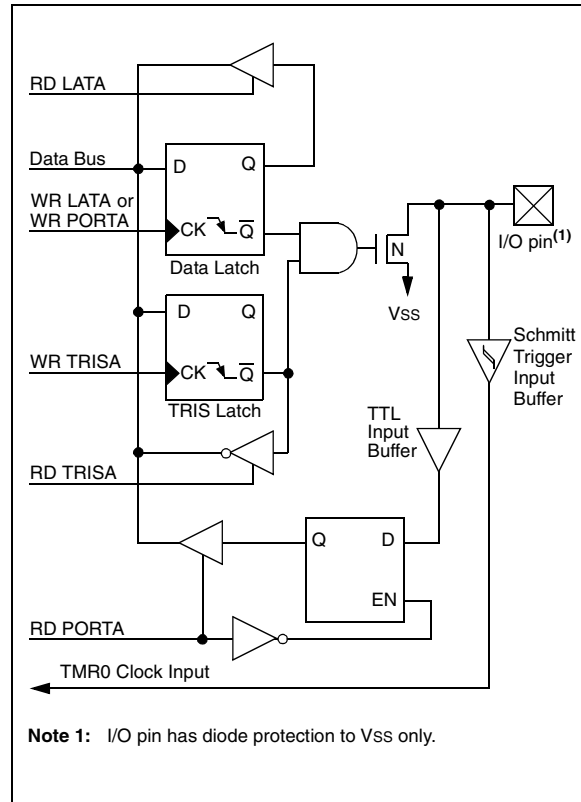 RD LATA
Data Bus
D Q
WR LATA or
WR PORTA
CK Q
Data Latch
N
I/O pin(1)
VSS
D Q
WR TRISA
CK Q
TRIS Latch
Schmitt
Trigger
Input
Buffer
TTL
Input
Buffer
RD TRISA
Q D
EN
RD PORTA
TMR0 Clock Input
Note 1: I/O pin has diode protection to VSS only.